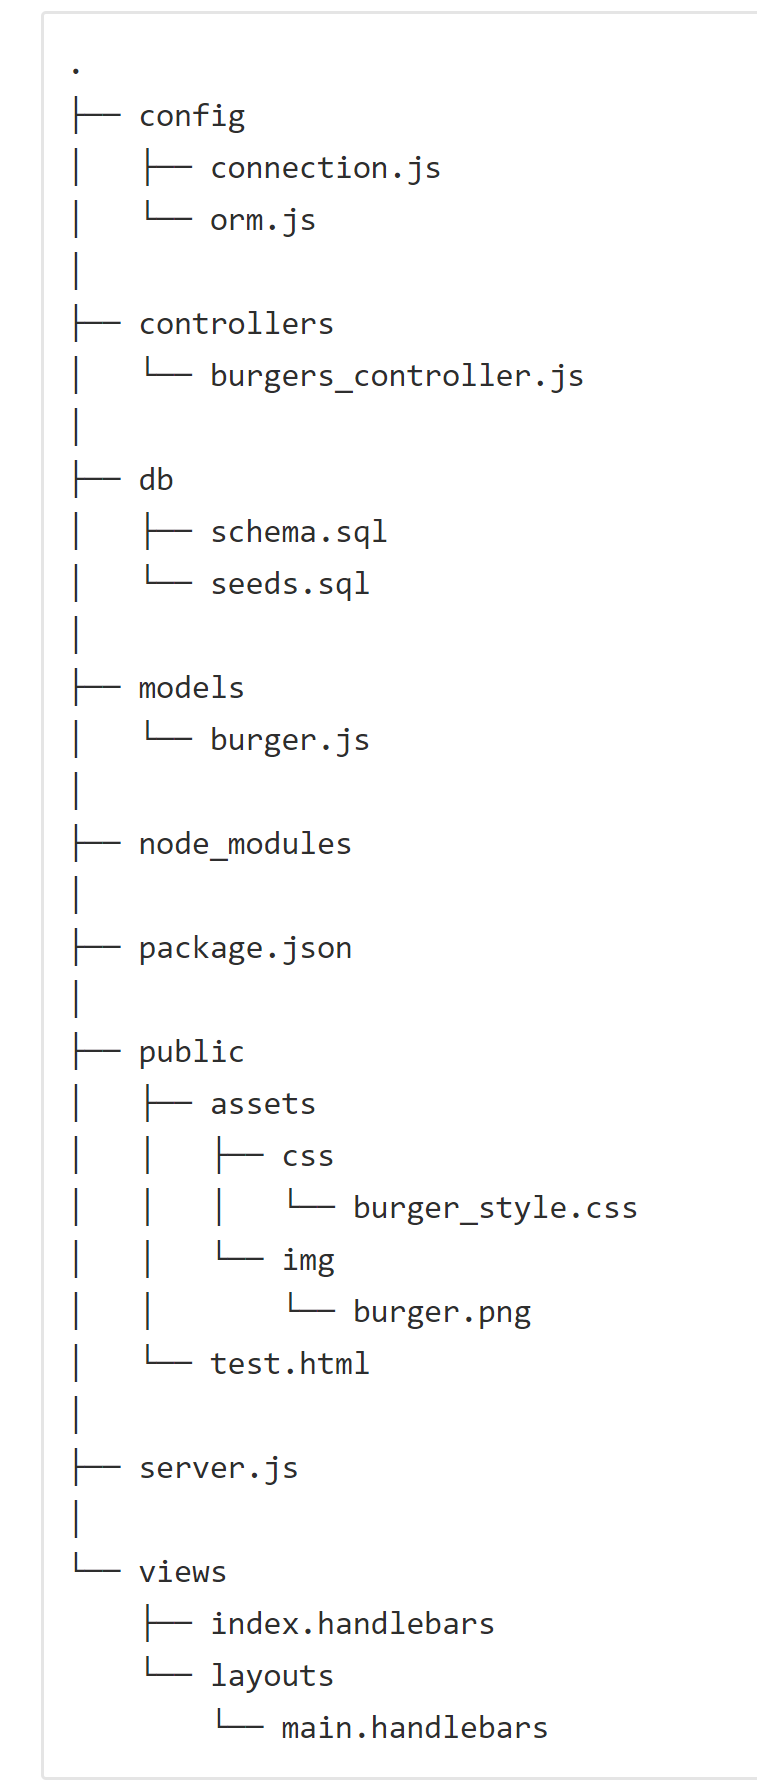 .
├── config
│   ├── connection.js
│   └── orm.js
│
├── controllers
│   └── burgers_controller.js
│
├── db
│   ├── schema.sql
│   └── seeds.sql
│
├── models
│   └── burger.js
│
├── node_modules
│
├── package.json
│
├── public
│   ├── assets
│   │   ├── css
│   │   │   └── burger_style.css
│   │   └── img
│   │       └── burger.png
│   └── test.html
│
├── server.js
│
└── views
    ├── index.handlebars
    └── layouts
        └── main.handlebars